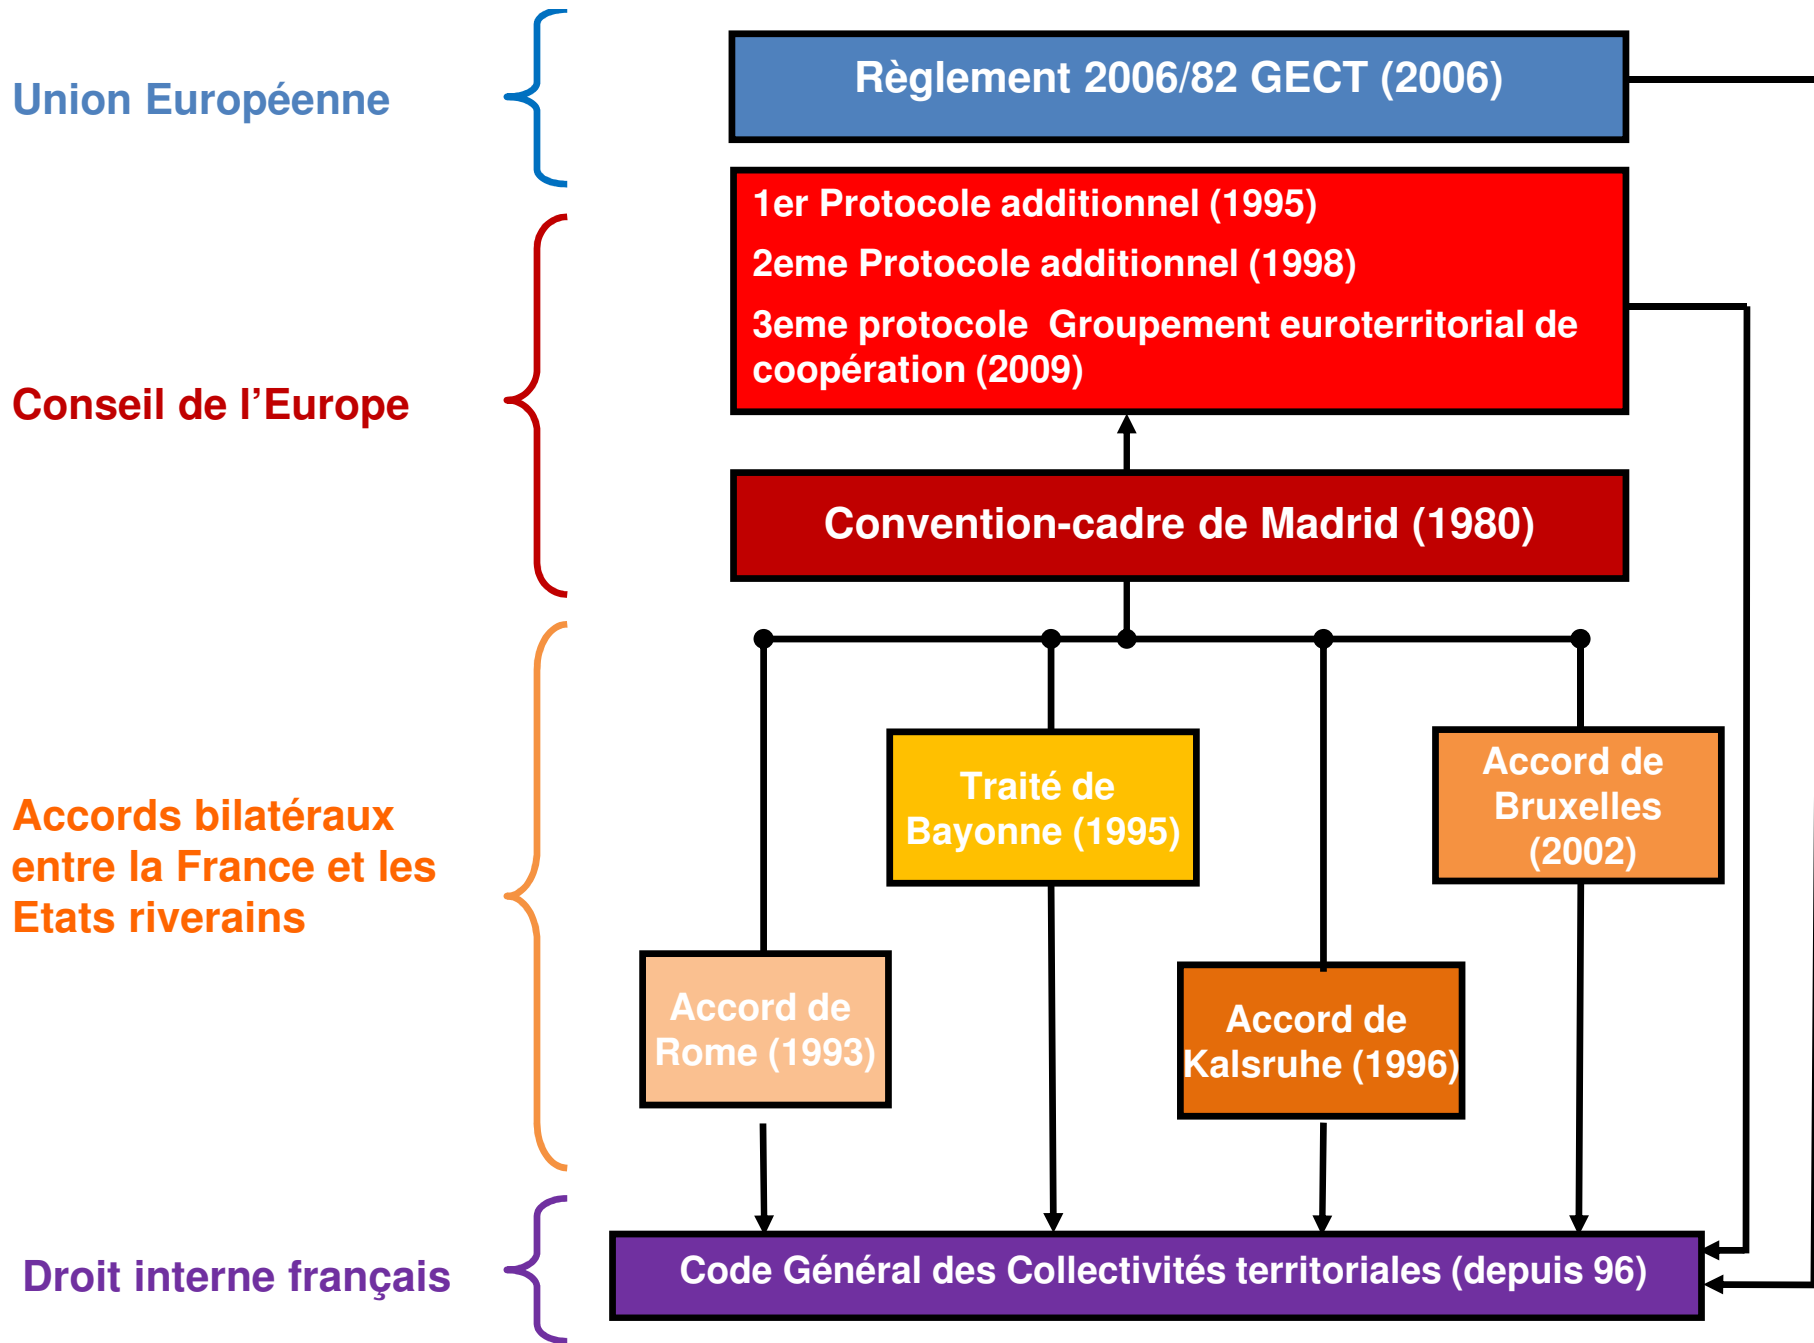 Union Européenne
Règlement 2006/82 GECT (2006)
1er Protocole additionnel (1995)
2eme Protocole additionnel (1998)
3eme protocole Groupement euroterritorial de
coopération (2009)
Conseil de l’Europe
Convention-cadre de Madrid (1980)
Accords bilatéraux
entre la France et les
Etats riverains
Traité de
Bayonne (1995)
Accord de
Bruxelles
(2002)
Accord de
Rome (1993)
Accord de
Kalsruhe (1996)
Droit interne français
Code Général des Collectivités territoriales (depuis 96)